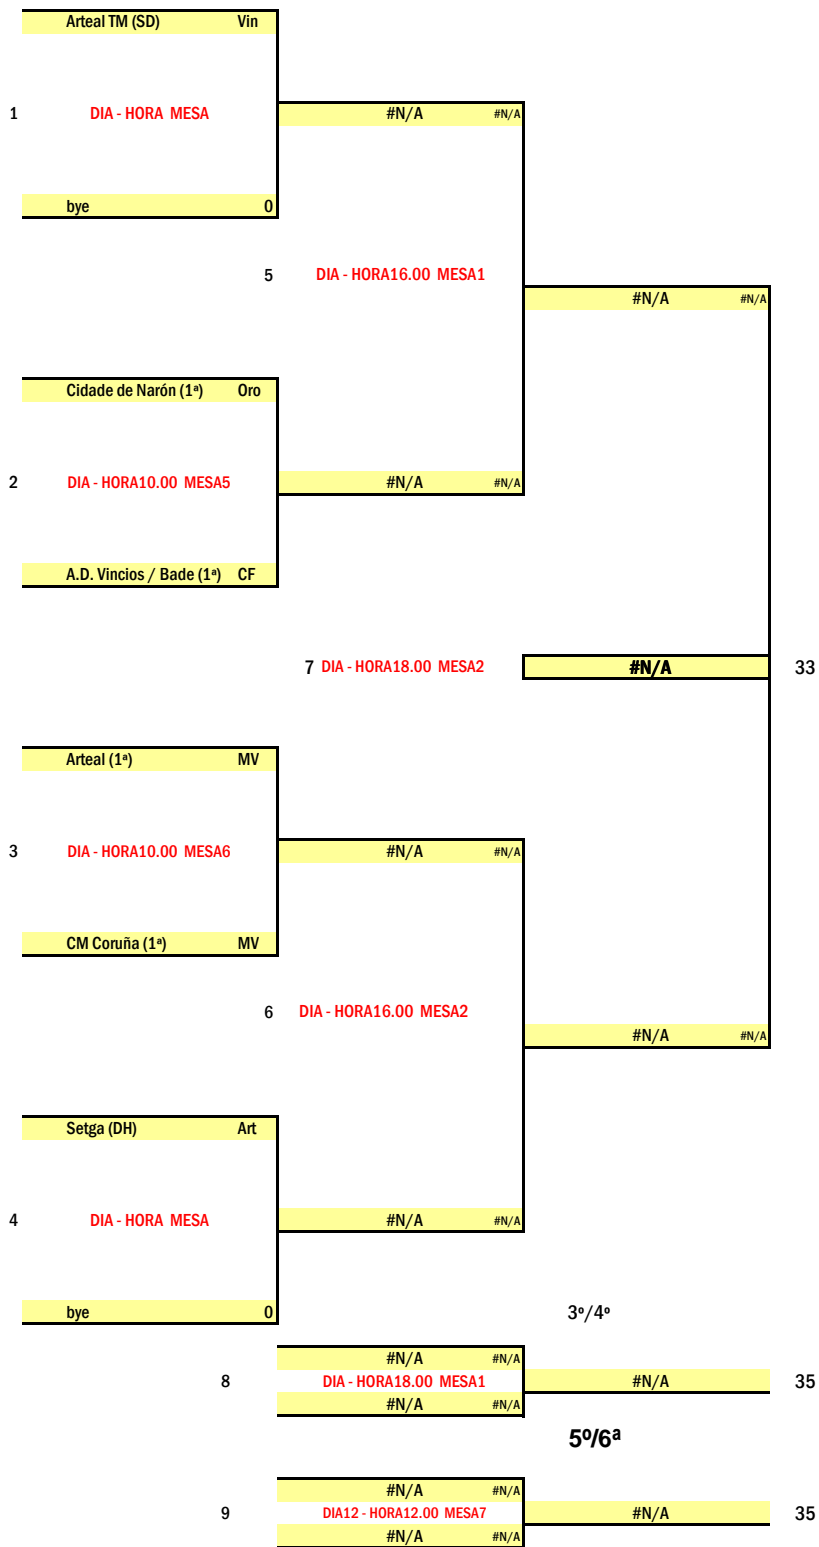 Arteal TM (SD) Vin
1 DIA - HORA MESA #N/A #N/A
bye 0
5 DIA - HORA16.00 MESA1
#N/A #N/A
Cidade de Narón (1ª) Oro
2 DIA - HORA10.00 MESA5 #N/A #N/A
A.D. Vincios / Bade (1ª) CF
7 DIA - HORA18.00 MESA2 #N/A 33
Arteal (1ª) MV
3 DIA - HORA10.00 MESA6 #N/A #N/A
CM Coruña (1ª) MV
6 DIA - HORA16.00 MESA2
#N/A #N/A
Setga (DH) Art
4 DIA - HORA MESA #N/A #N/A
bye 0 3º/4º
#N/A #N/A
8 DIA - HORA18.00 MESA1 #N/A 35
#N/A #N/A
5º/6ª
#N/A #N/A
9 DIA12 - HORA12.00 MESA7 #N/A 35
#N/A #N/A